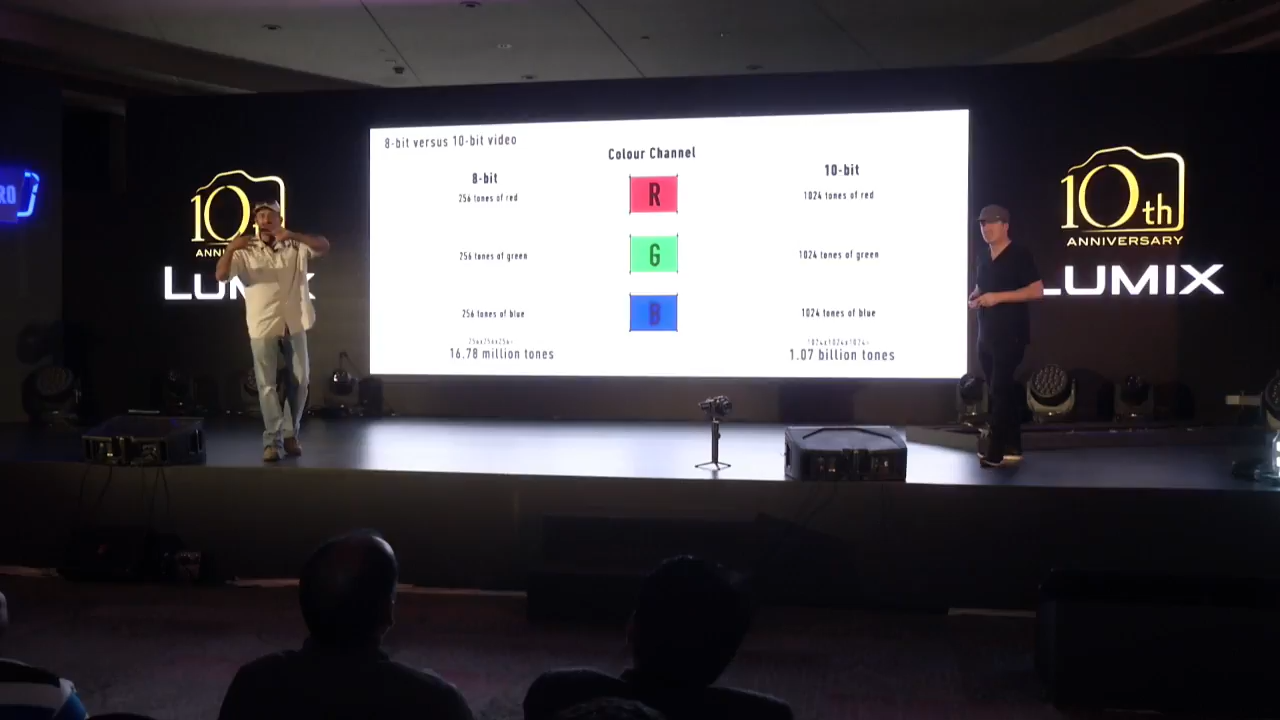 8-bit versus 10-bit video
Colour Channel
8-bit
10-bit
256 tones of red
R
1024 tones of red
256 tones of green
G
1024 tones of green
256 tones of blue
B
1024 tones of blue
256x256x256=
1024x1024x1024=
16.78 million tones
1.07 billion tones
10th
ANNIVERSARY
LUMIX